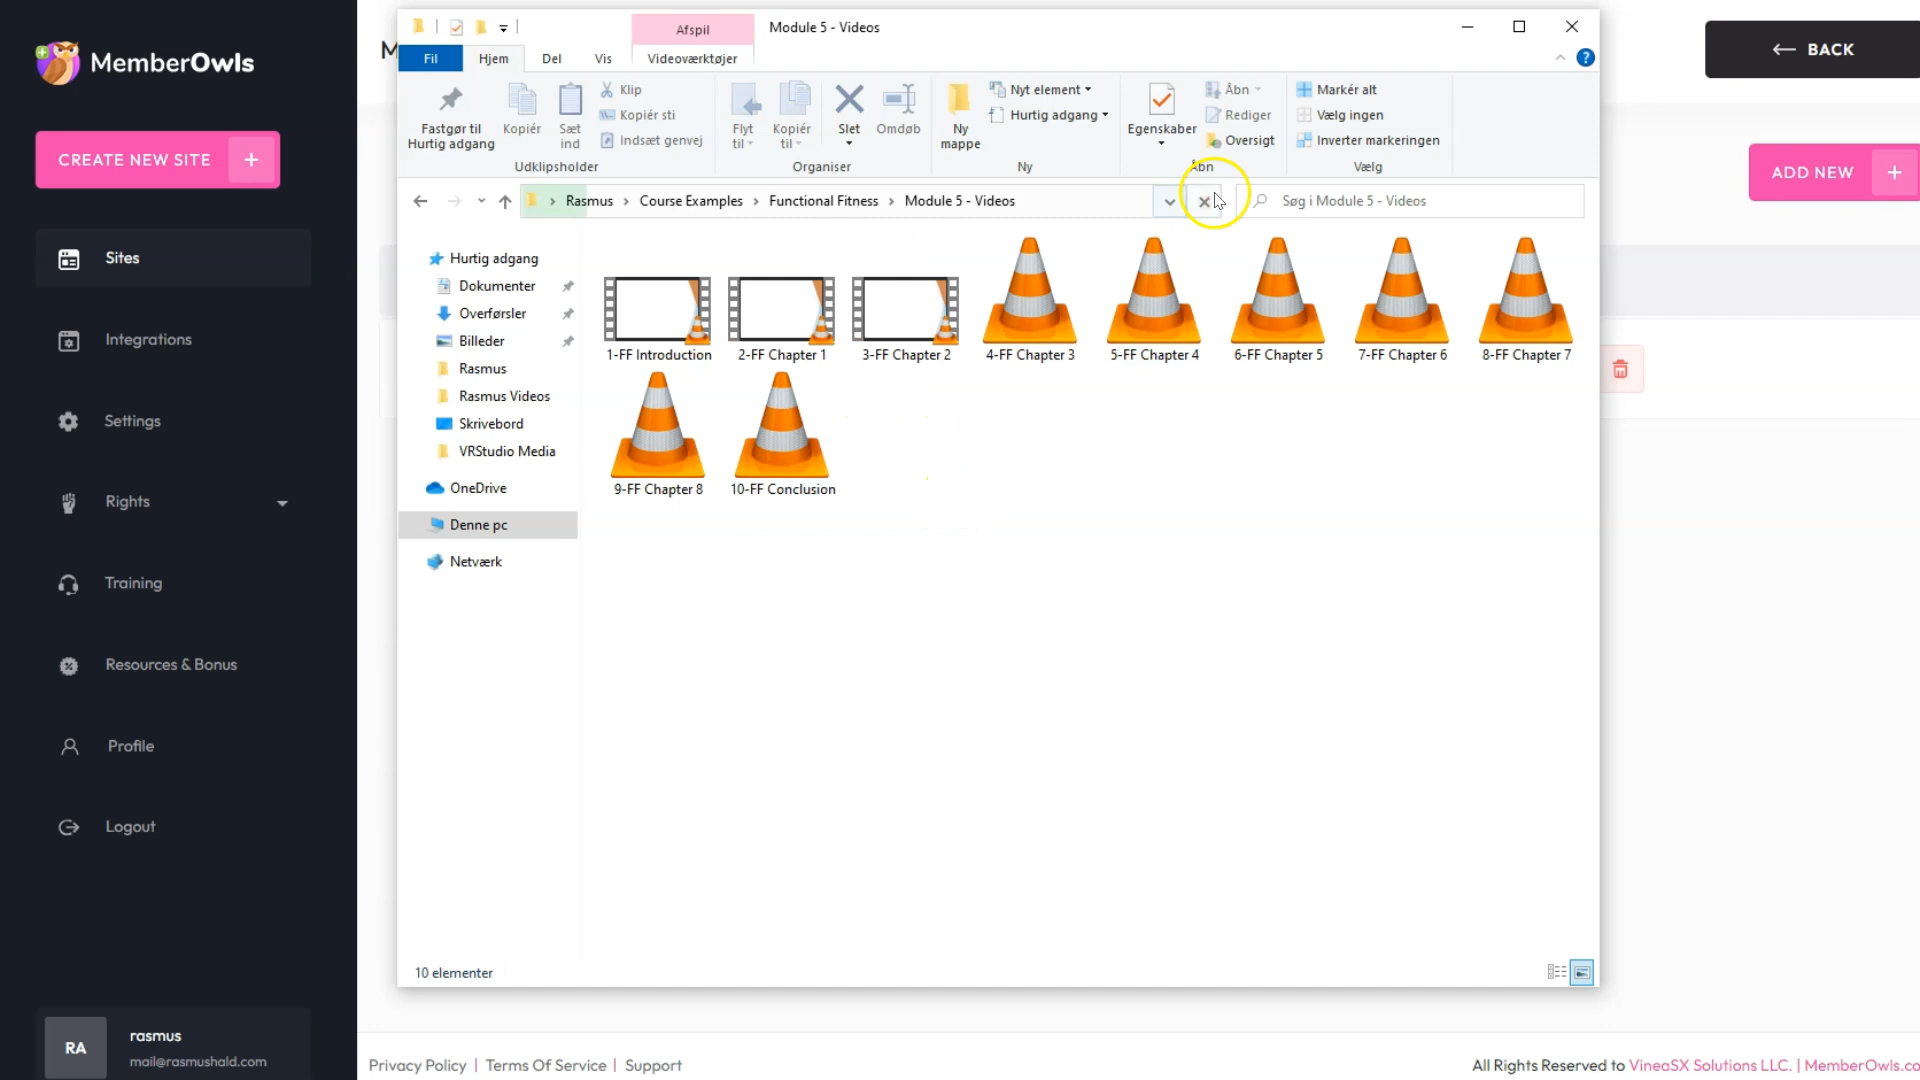 MemberOwls
CREATE NEW SITE +
Sites
Integrations
Settings
Rights
Training
Resources & Bonus
Profile
Logout
RA
rasmus
mail@rasmushald.com
M
BACK
ADD NEW +
Afspil
Module 5 - Videos
Fil
Hjem
Del
Vis
Videoværktøjer
Fastgør til
Hurtig adgang
Kopiér
Sæt
ind
Klip
Kopiér sti
Indsæt genvej
Udklipsholder
Flyt
til
Kopiér
til
Slet
Omdøb
Organiser
Ny
mappe
Nyt element
Hurtig adgang
Ny
Egenskaber
Åbn
Rediger
Oversigt
Åbn
Markér alt
Vælg ingen
Inverter markeringen
Vælg
Rasmus › Course Examples › Functional Fitness › Module 5 - Videos
Søg i Module 5 - Videos
Hurtig adgang
Dokumenter
Overførsler
Billeder
Rasmus
Rasmus Videos
Skrivebord
VRStudio Media
OneDrive
Denne pc
Netværk
1-FF Introduction
2-FF Chapter 1
3-FF Chapter 2
4-FF Chapter 3
5-FF Chapter 4
6-FF Chapter 5
7-FF Chapter 6
8-FF Chapter 7
9-FF Chapter 8
10-FF Conclusion
10 elementer
Privacy Policy | Terms Of Service | Support
All Rights Reserved to VineaSX Solutions LLC. | MemberOwls.co